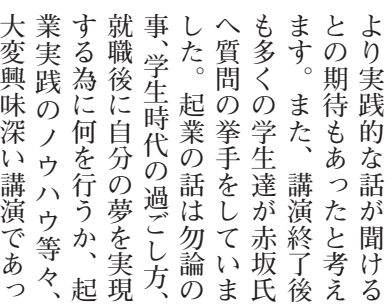 より実践的な話が聞ける
との期待もあったと考え
ます。また、講演終了後
も多くの学生達が赤坂氏
へ質問の挙手をしていま
した。起業の話は勿論の
事、学生時代の過ごし方、
就職後に自分の夢を実現
する為に何を行うか、起
業実践のノウハウ等々、
大変興味深い講演であっ